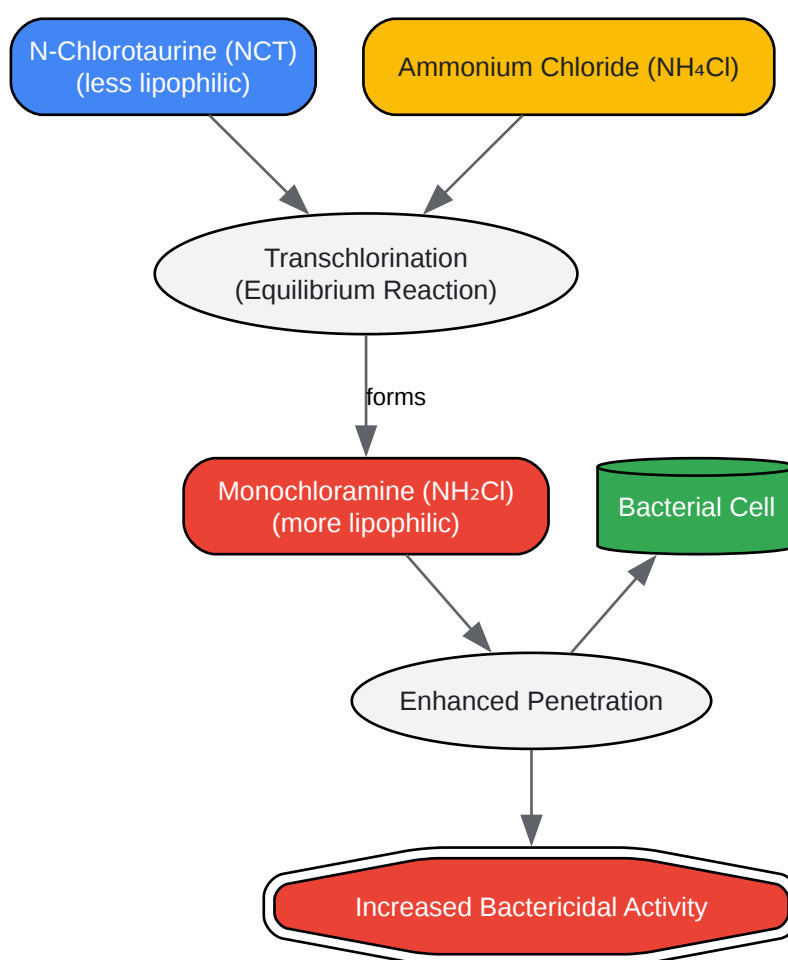 N-Chlorotaurine (NCT)
(less lipophilic)
Ammonium Chloride (NH₄Cl)
Transchlorination
(Equilibrium Reaction)
forms
Monochloramine (NH₂Cl)
(more lipophilic)
Bacterial Cell
Enhanced Penetration
Increased Bactericidal Activity